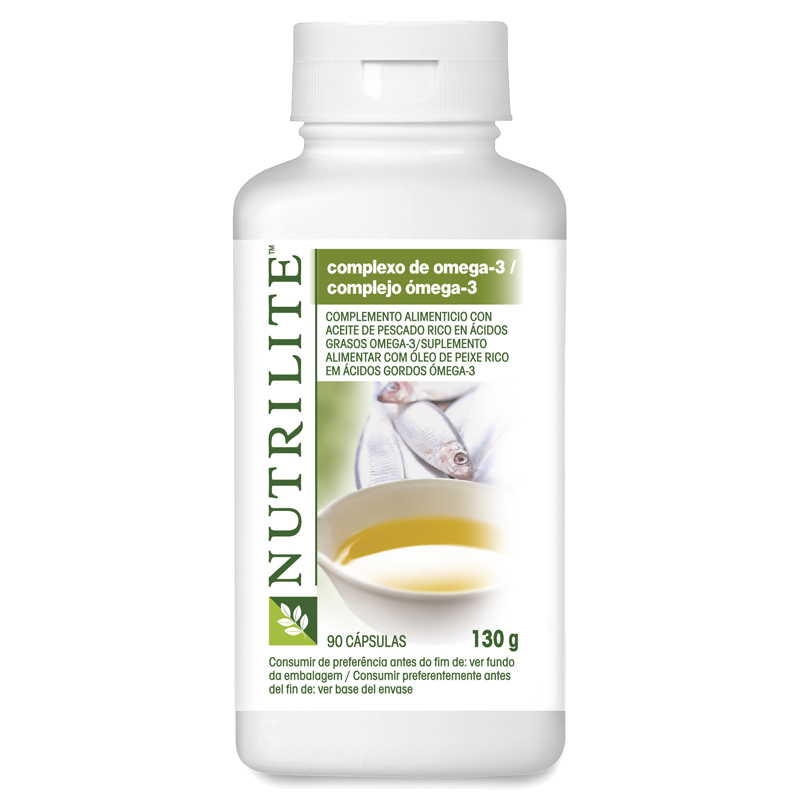 NUTRILITE™
complexo de omega-3 /
complejo ómega-3
COMPLEMENTO ALIMENTICIO CON
ACEITE DE PESCADO RICO EN ÁCIDOS
GRASOS OMEGA-3/SUPLEMENTO
ALIMENTAR COM ÓLEO DE PEIXE RICO
EM ÁCIDOS GORDOS ÓMEGA-3
90 CÁPSULAS 130 g
Consumir de preferência antes do fim de: ver fundo
da embalagem / Consumir preferentemente antes
del fin de: ver base del envase